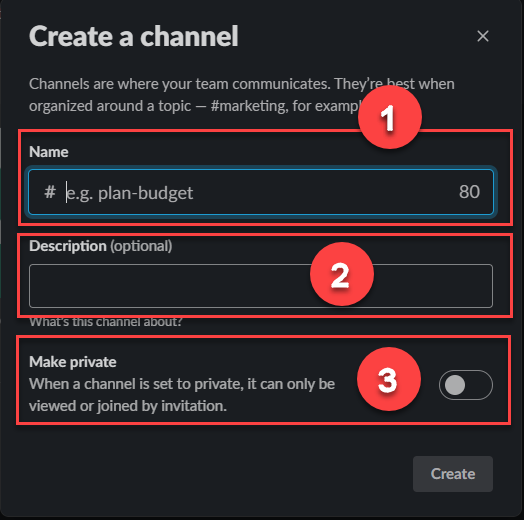 Create a channel
Channels are where your team communicates. They're best when
organized around a topic — #marketing, for
1
Name
# e.g. plan-budget 80
Description (optional)
2
What's this channel about?
Make private
When a channel is set to private, it can only be
viewed or joined by invitation.
3
Create